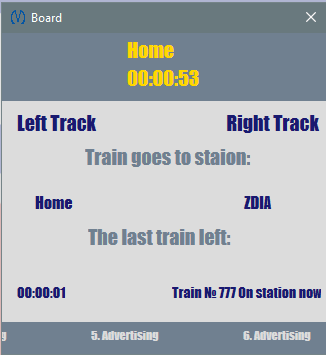 Board
Home
00:00:53
Left Track Right Track
Train goes to staion:
Home ZDIA
The last train left:
00:00:01 Train № 777 On station now
g 5. Advertising 6. Advertising